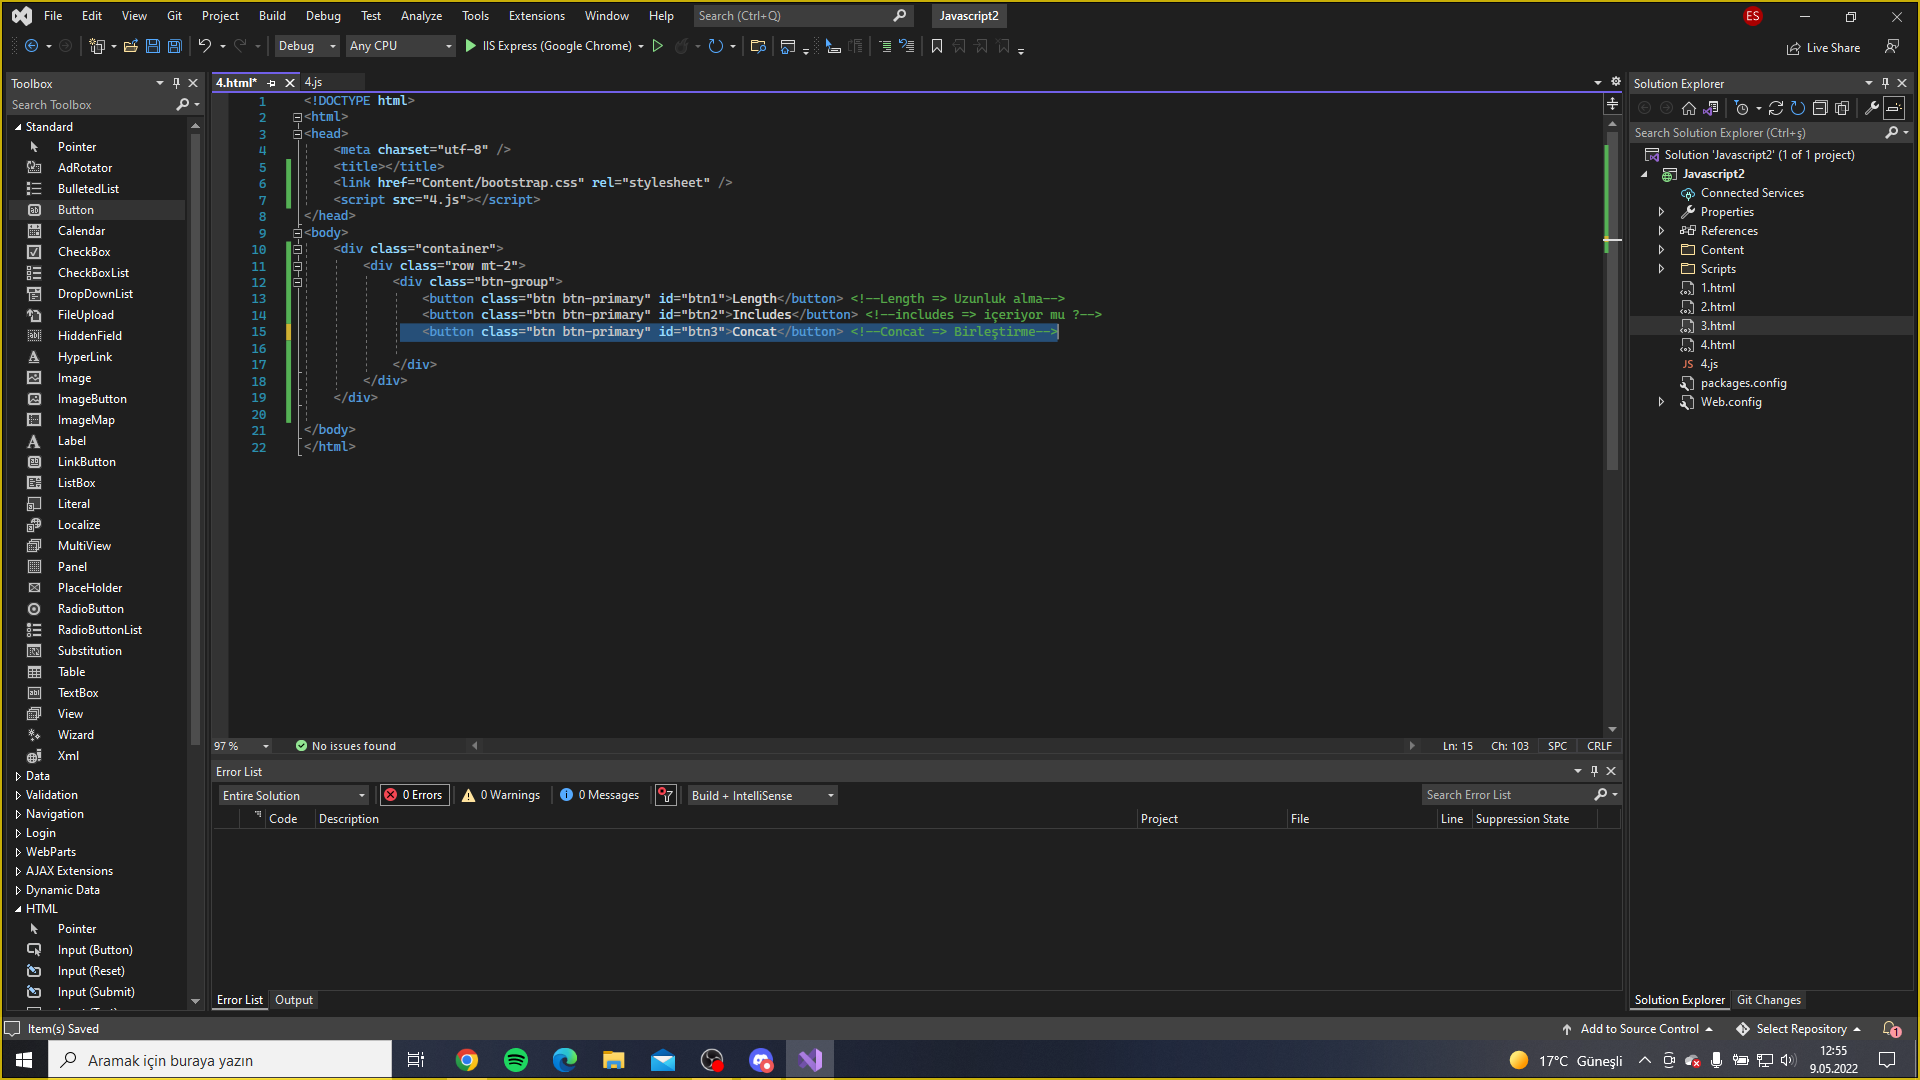 File Edit View Git Project Build Debug Test Analyze Tools Extensions Window Help Search (Ctrl+Q) Javascript2 ES
Debug Any CPU IIS Express (Google Chrome) Live Share
Toolbox
Search Toolbox
Standard
Pointer
AdRotator
BulletedList
Button
Calendar
CheckBox
CheckBoxList
DropDownList
FileUpload
HiddenField
HyperLink
Image
ImageButton
ImageMap
Label
LinkButton
ListBox
Literal
Localize
MultiView
Panel
PlaceHolder
RadioButton
RadioButtonList
Substitution
Table
TextBox
View
Wizard
Xml
Data
Validation
Navigation
Login
WebParts
AJAX Extensions
Dynamic Data
HTML
Pointer
Input (Button)
Input (Reset)
Input (Submit)
4.html* 4.js
1 <!DOCTYPE html>
2 <html>
3 <head>
4 <meta charset="utf-8" />
5 <title></title>
6 <link href="Content/bootstrap.css" rel="stylesheet" />
7 <script src="4.js"></script>
8 </head>
9 <body>
10 <div class="container">
11 <div class="row mt-2">
12 <div class="btn-group">
13 <button class="btn btn-primary" id="btn1">Length</button> <!--Length => Uzunluk alma-->
14 <button class="btn btn-primary" id="btn2">Includes</button> <!--includes => içeriyor mu ?-->
15 <button class="btn btn-primary" id="btn3">Concat</button> <!--Concat => Birleştirme-->
16
17 </div>
18 </div>
19 </div>
20
21 </body>
22 </html>
97 % No issues found Ln: 15 Ch: 103 SPC CRLF
Error List
Entire Solution 0 Errors 0 Warnings 0 Messages Build + IntelliSense Search Error List
Code Description Project File Line Suppression State
Error List Output
Solution Explorer
Search Solution Explorer (Ctrl+ş)
Solution 'Javascript2' (1 of 1 project)
Javascript2
Connected Services
Properties
References
Content
Scripts
1.html
2.html
3.html
4.html
JS 4.js
packages.config
Web.config
Solution Explorer Git Changes
Item(s) Saved Add to Source Control Select Repository 1
Aramak için buraya yazın 17°C Güneşli 12:55
9.05.2022